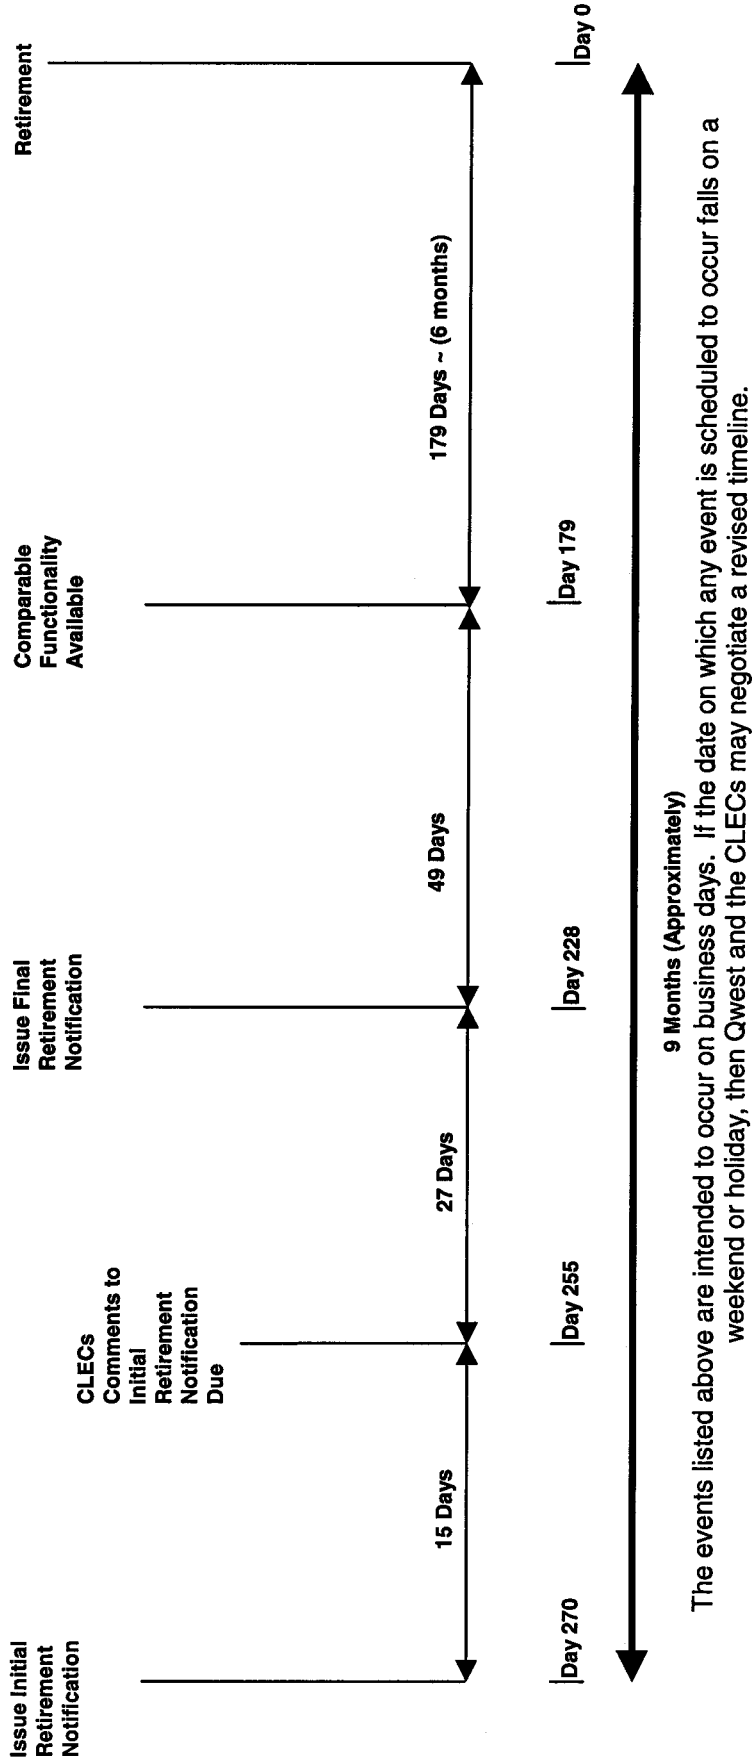 Issue Initial
Retirement
Notification
CLECs
Comments to
Initial
Retirement
Notification
Due
Issue Final
Retirement
Notification
Comparable
Functionality
Available
Retirement
15 Days
27 Days
49 Days
179 Days ~ (6 months)
Day 270
Day 255
Day 228
Day 179
Day 0
9 Months (Approximately)
The events listed above are intended to occur on business days. If the date on which any event is scheduled to occur falls on a
weekend or holiday, then Qwest and the CLECs may negotiate a revised timeline.